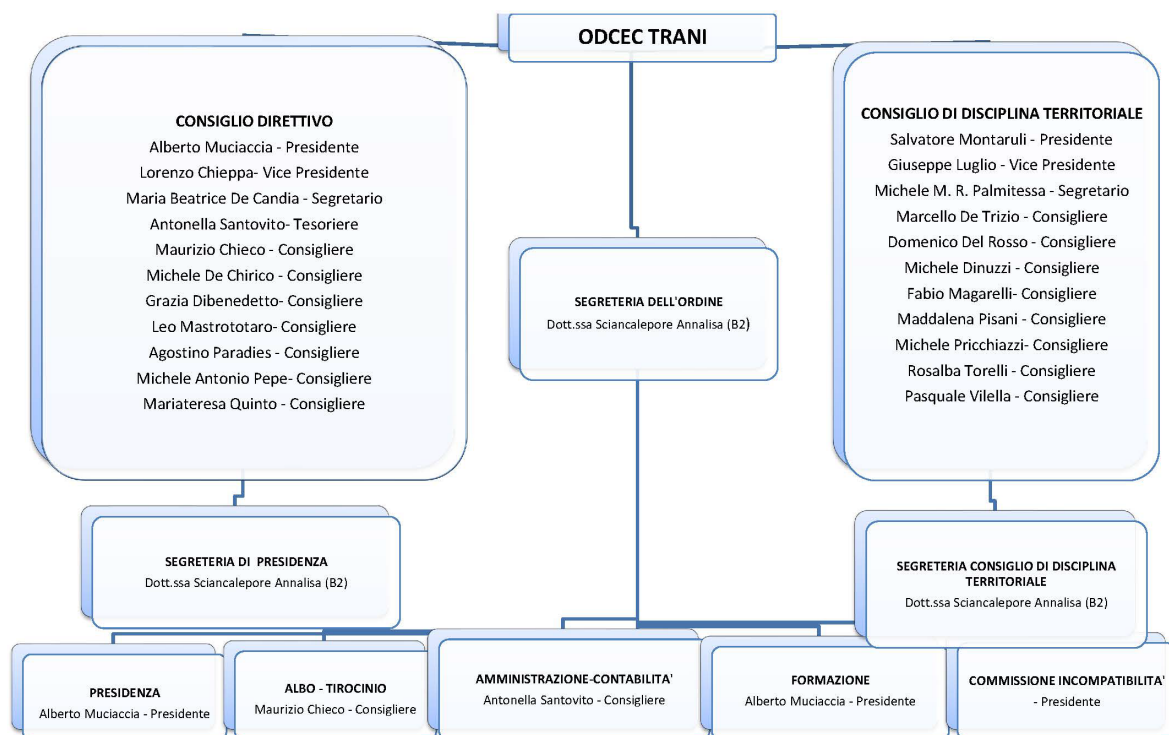 ODCEC TRANI
CONSIGLIO DIRETTIVO
Alberto Muciaccia - Presidente
Lorenzo Chieppa- Vice Presidente
Maria Beatrice De Candia - Segretario
Antonella Santovito- Tesoriere
Maurizio Chieco - Consigliere
Michele De Chirico - Consigliere
Grazia Dibenedetto- Consigliere
Leo Mastrototaro- Consigliere
Agostino Paradies - Consigliere
Michele Antonio Pepe- Consigliere
Mariateresa Quinto - Consigliere
SEGRETERIA DELL'ORDINE
Dott.ssa Sciancalepore Annalisa (B2)
CONSIGLIO DI DISCIPLINA TERRITORIALE
Salvatore Montaruli - Presidente
Giuseppe Luglio - Vice Presidente
Michele M. R. Palmitessa - Segretario
Marcello De Trizio - Consigliere
Domenico Del Rosso - Consigliere
Michele Dinuzzi - Consigliere
Fabio Magarelli- Consigliere
Maddalena Pisani - Consigliere
Michele Pricchiazzi- Consigliere
Rosalba Torelli - Consigliere
Pasquale Vilella - Consigliere
SEGRETERIA DI PRESIDENZA
Dott.ssa Sciancalepore Annalisa (B2)
SEGRETERIA CONSIGLIO DI DISCIPLINA
TERRITORIALE
Dott.ssa Sciancalepore Annalisa (B2)
PRESIDENZA
Alberto Muciaccia - Presidente
ALBO - TIROCINIO
Maurizio Chieco - Consigliere
AMMINISTRAZIONE-CONTABILITA'
Antonella Santovito - Consigliere
FORMAZIONE
Alberto Muciaccia - Presidente
COMMISSIONE INCOMPATIBILITA'
- Presidente